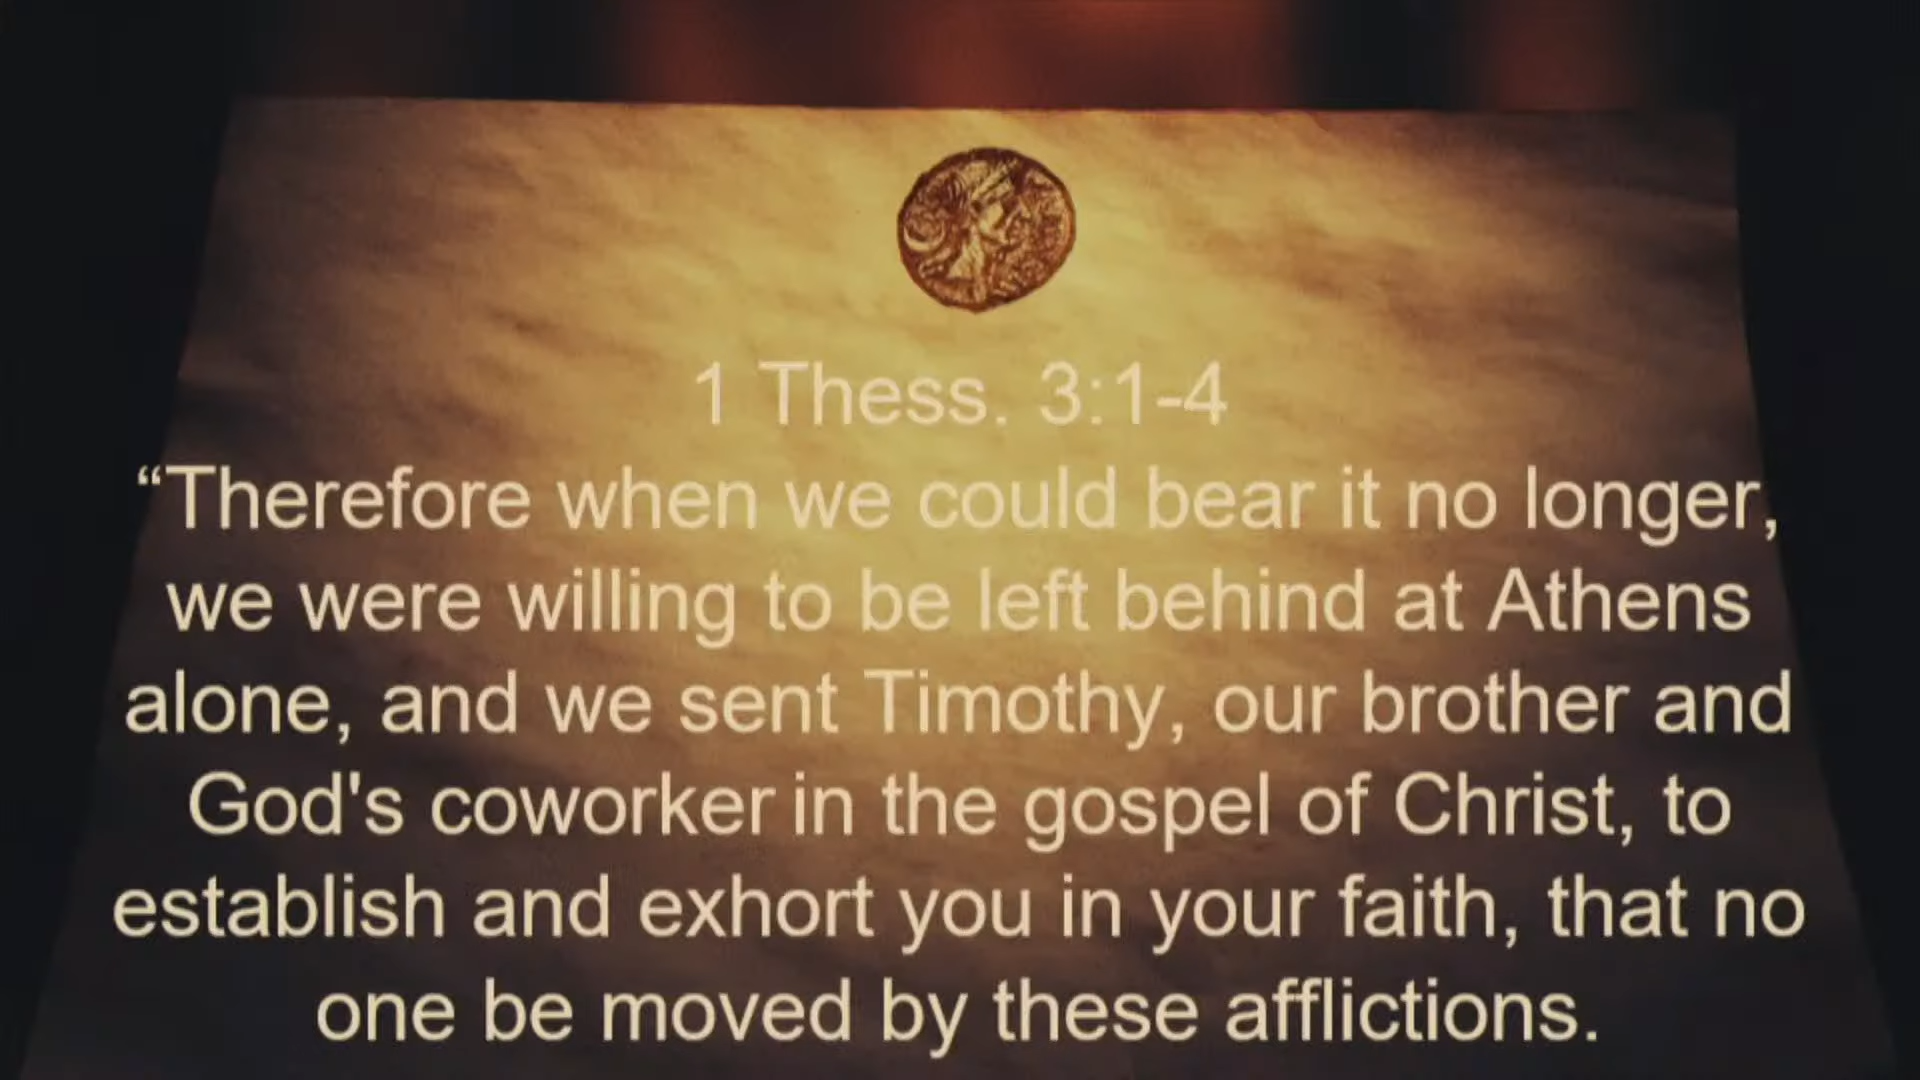 1 Thess. 3:1-4
“Therefore when we could bear it no longer,
we were willing to be left behind at Athens
alone, and we sent Timothy, our brother and
God's coworker in the gospel of Christ, to
establish and exhort you in your faith, that no
one be moved by these afflictions.